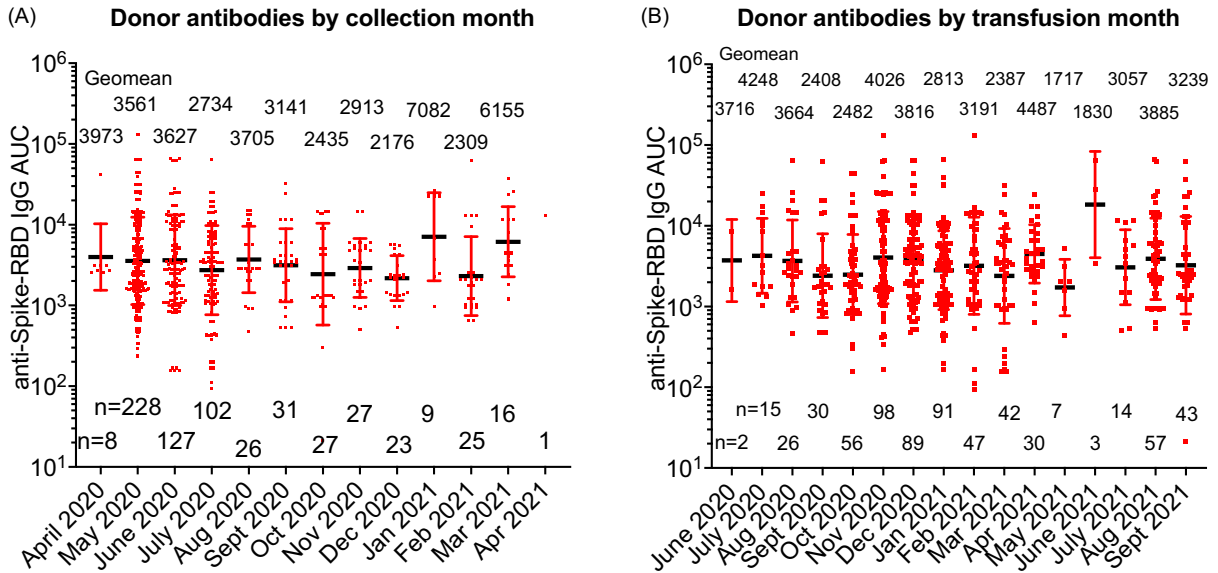 (A) Donor antibodies by collection month
anti-Spike-RBD IgG AUC
10^6
10^5
10^4
10^3
10^2
10^1
Geomean
3561 2734 3141 2913 7082 6155
3973 3627 3705 2435 2176 2309
n=228 102 31 27 9 16
n=8 127 26 27 23 25 1
April 2020
May 2020
June 2020
July 2020
Aug 2020
Sept 2020
Oct 2020
Nov 2020
Dec 2020
Jan 2021
Feb 2021
Mar 2021
Apr 2021
(B) Donor antibodies by transfusion month
anti-Spike-RBD IgG AUC
10^6
10^5
10^4
10^3
10^2
10^1
Geomean
4248 2408 4026 2813 2387 1717 3057 3239
3716 3664 2482 3816 3191 4487 1830 3885
n=15 30 98 91 42 7 14 43
n=2 26 56 89 47 30 3 57
June 2020
July 2020
Aug 2020
Sept 2020
Oct 2020
Nov 2020
Dec 2020
Jan 2021
Feb 2021
Mar 2021
Apr 2021
May 2021
June 2021
July 2021
Aug 2021
Sept 2021